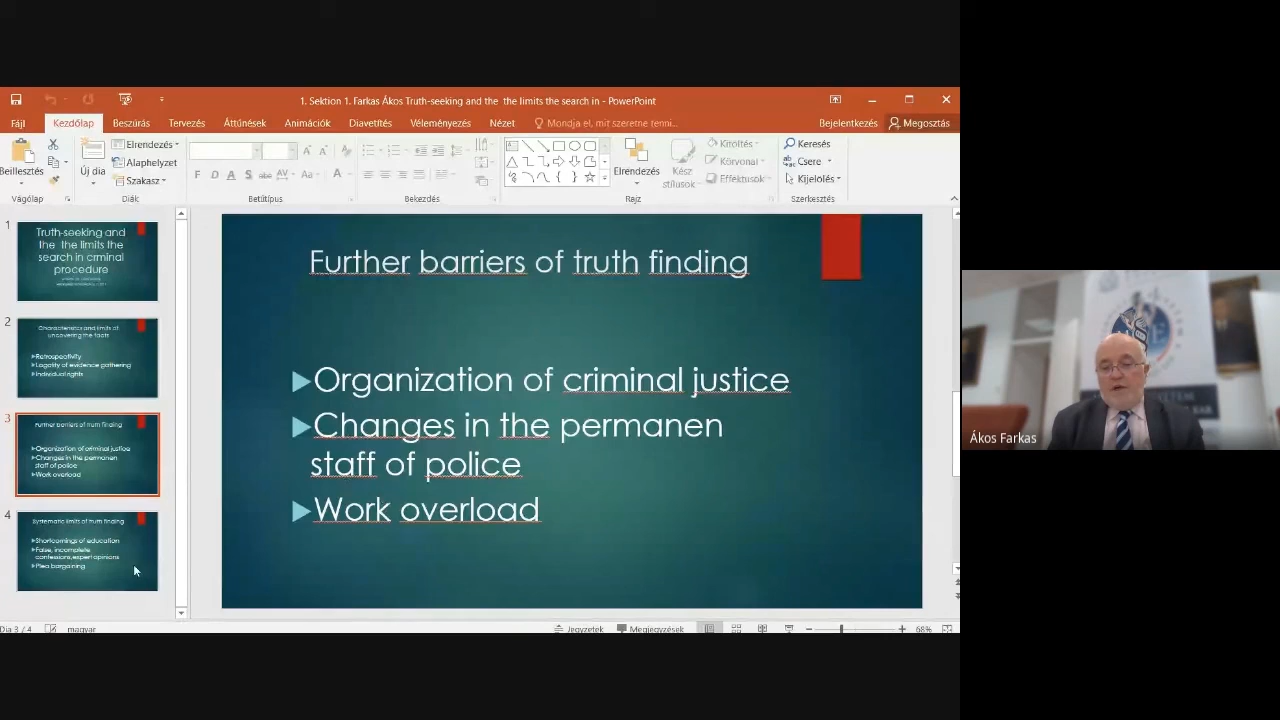 1. Sektion 1. Farkas Ákos Truth-seeking and the the limits the search in - PowerPoint
Fájl Kezdőlap Beszúrás Tervezés Áttűnések Animációk Diavetítés Véleményezés Nézet Mondja el, mit szeretne tenni... Bejelentkezés Megosztás
Beillesztés
Vágólap
Új dia
Elrendezés
Alaphelyzet
Szakasz
Diák
Betűtípus
Bekezdés
Elrendezés
Kész
stílusok
Kitöltés
Körvonal
Effektusok
Rajz
Keresés
Csere
Kijelölés
Szerkesztés
1
Truth-seeking and
the the limits the
search in crminal
procedure
2
Characteristics and limits of
uncovering the facts
Retrospectivity
Legality of evidence gathering
Individual rights
3
Further barriers of truth finding
Organization of criminal justice
Changes in the permanen
staff of police
Work overload
4
Systematic limits of truth finding
Shortcomings of education
False, incomplete
confessions,expert opinions
Plea bargaining
Further barriers of truth finding
Organization of criminal justice
Changes in the permanen
staff of police
Work overload
Dia 3 / 4 magyar Jegyzetek Megjegyzések 68%
Ákos Farkas